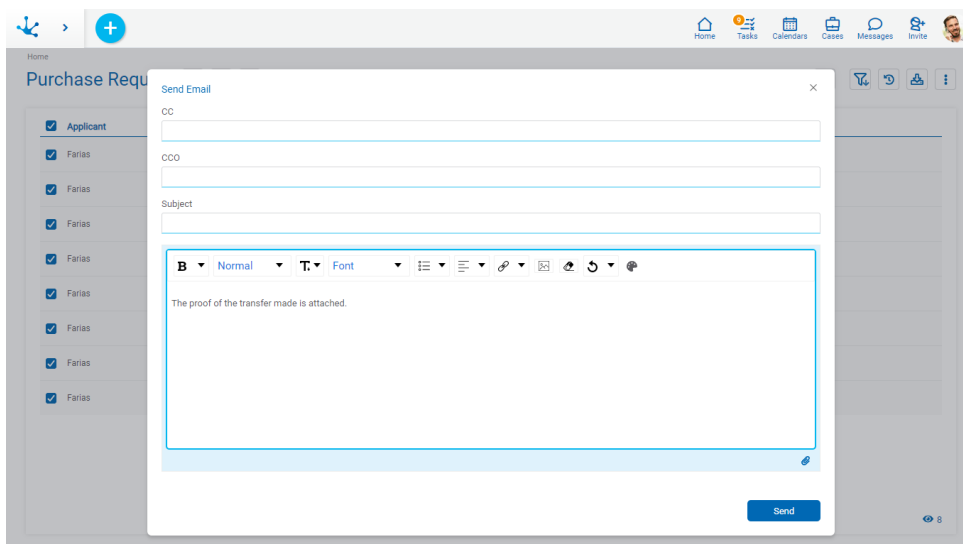 Home
Tasks
Calendars
Cases
Messages
Invite
9
Home
Purchase Requ
Send Email
CC
CCO
Subject
B Normal T. Font
The proof of the transfer made is attached.
Send
Applicant
Farias
Farias
Farias
Farias
Farias
Farias
Farias
Farias
8